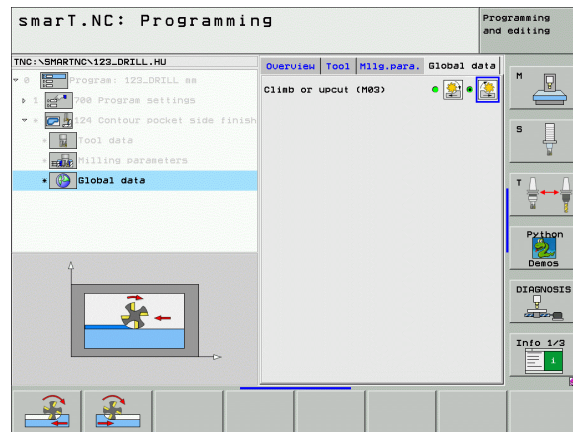 smarT.NC: Programming
Programming
and editing
TNC:\SMARTNC\123_DRILL.HU
0 Program: 123_DRILL mm
1 700 Program settings
* 124 Contour pocket side finish
* Tool data
* Milling parameters
* Global data
Overview Tool Mllg.para. Global data
Climb or upcut (M03)
M
S
T
Python
Demos
DIAGNOSIS
Info 1/3
i